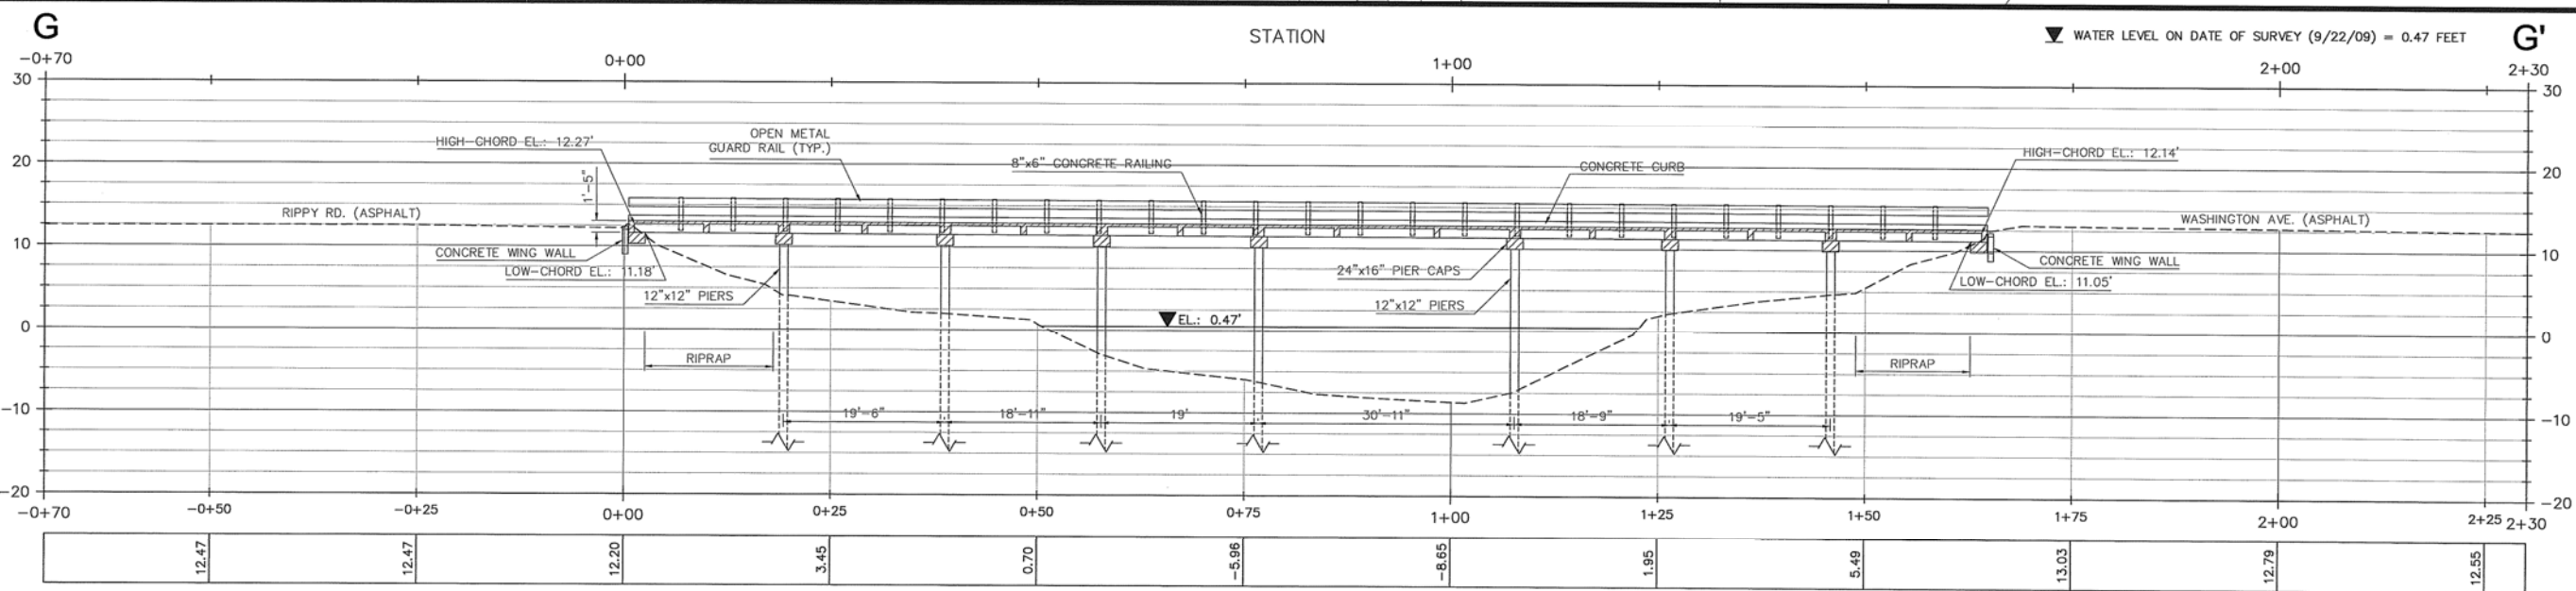 G
STATION
WATER LEVEL ON DATE OF SURVEY (9/22/09) = 0.47 FEET
G'
-0+70
0+00
1+00
2+00
2+30
30
30
HIGH-CHORD EL.: 12.27'
OPEN METAL
GUARD RAIL (TYP.)
8"x6" CONCRETE RAILING
CONCRETE CURB
HIGH-CHORD EL.: 12.14'
20
20
1'-5"
RIPPY RD. (ASPHALT)
WASHINGTON AVE. (ASPHALT)
10
10
CONCRETE WING WALL
LOW-CHORD EL.: 11.18'
12"x12" PIERS
24"x16" PIER CAPS
12"x12" PIERS
CONCRETE WING WALL
LOW-CHORD EL.: 11.05'
EL.: 0.47'
0
0
RIPRAP
RIPRAP
-10
19'-6"
18'-11"
19'
30'-11"
18'-9"
19'-5"
-10
-20
-20
-0+70
-0+50
-0+25
0+00
0+25
0+50
0+75
1+00
1+25
1+50
1+75
2+00
2+25
2+30
12.47
12.47
12.20
3.45
0.70
-5.96
-8.65
1.95
5.49
13.03
12.79
12.55